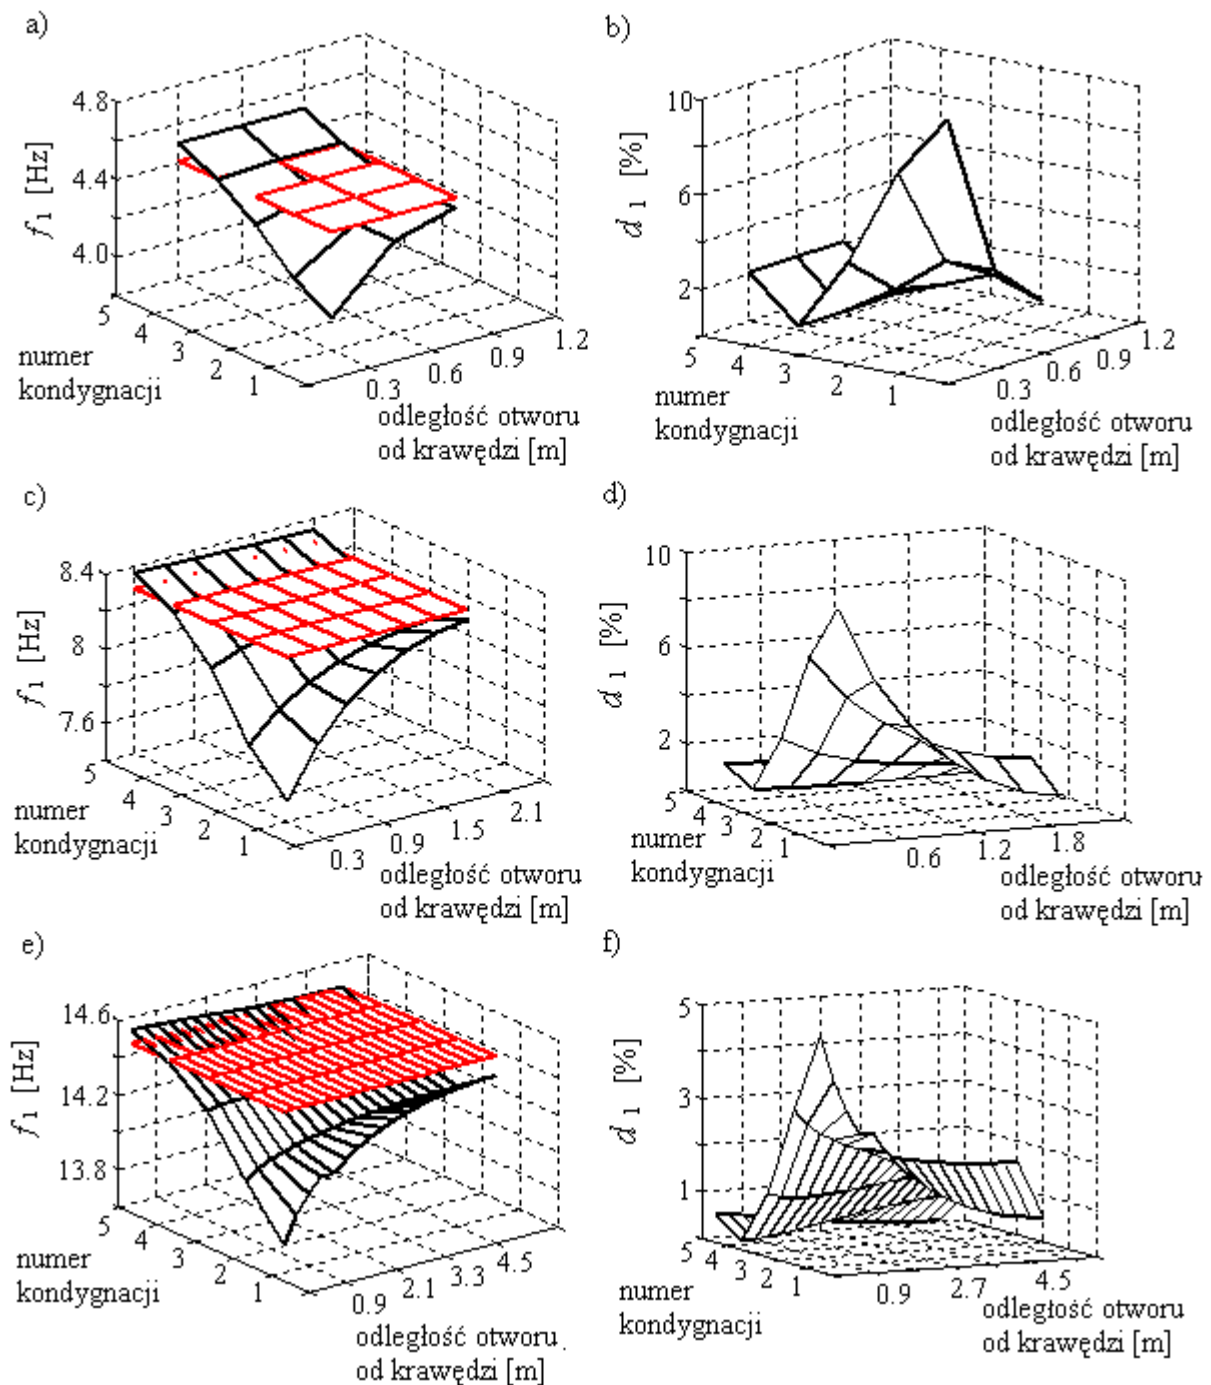 a)
f 1 [Hz]
4.8
4.4
4.0
5
4
3
2
1
numer
kondygnacji
0.3
0.6
0.9
1.2
odległość otworu
od krawędzi [m]
b)
d 1 [%]
10
6
2
5
4
3
2
1
numer
kondygnacji
0.3
0.6
0.9
1.2
odległość otworu
od krawędzi [m]
c)
f 1 [Hz]
8.4
8
7.6
5
4
3
2
1
numer
kondygnacji
0.3
0.9
1.5
2.1
odległość otworu
od krawędzi [m]
d)
d 1 [%]
10
6
2
5
4
3
2
1
numer
kondygnacji
0.6
1.2
1.8
odległość otworu
od krawędzi [m]
e)
f 1 [Hz]
14.6
14.2
13.8
5
4
3
2
1
numer
kondygnacji
0.9
2.1
3.3
4.5
odległość otworu
od krawędzi [m]
f)
d 1 [%]
5
3
1
5
4
3
2
1
numer
kondygnacji
0.9
2.7
4.5
odległość otworu
od krawędzi [m]